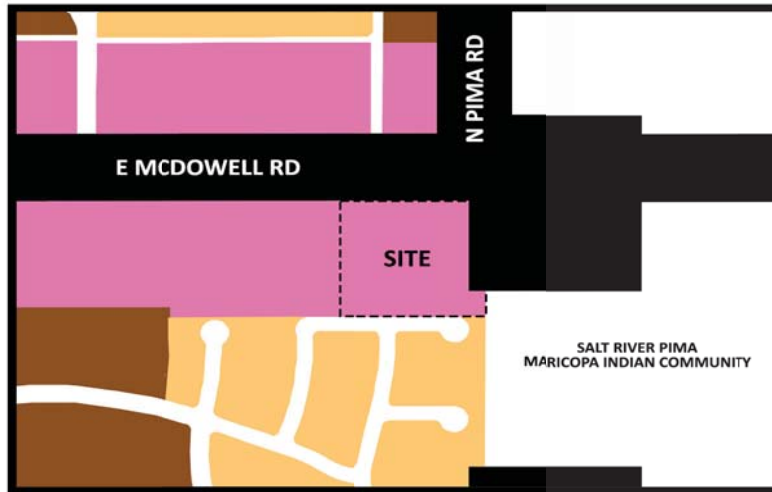 N PIMA RD
E MCDOWELL RD
SITE
SALT RIVER PIMA
MARICOPA INDIAN COMMUNITY